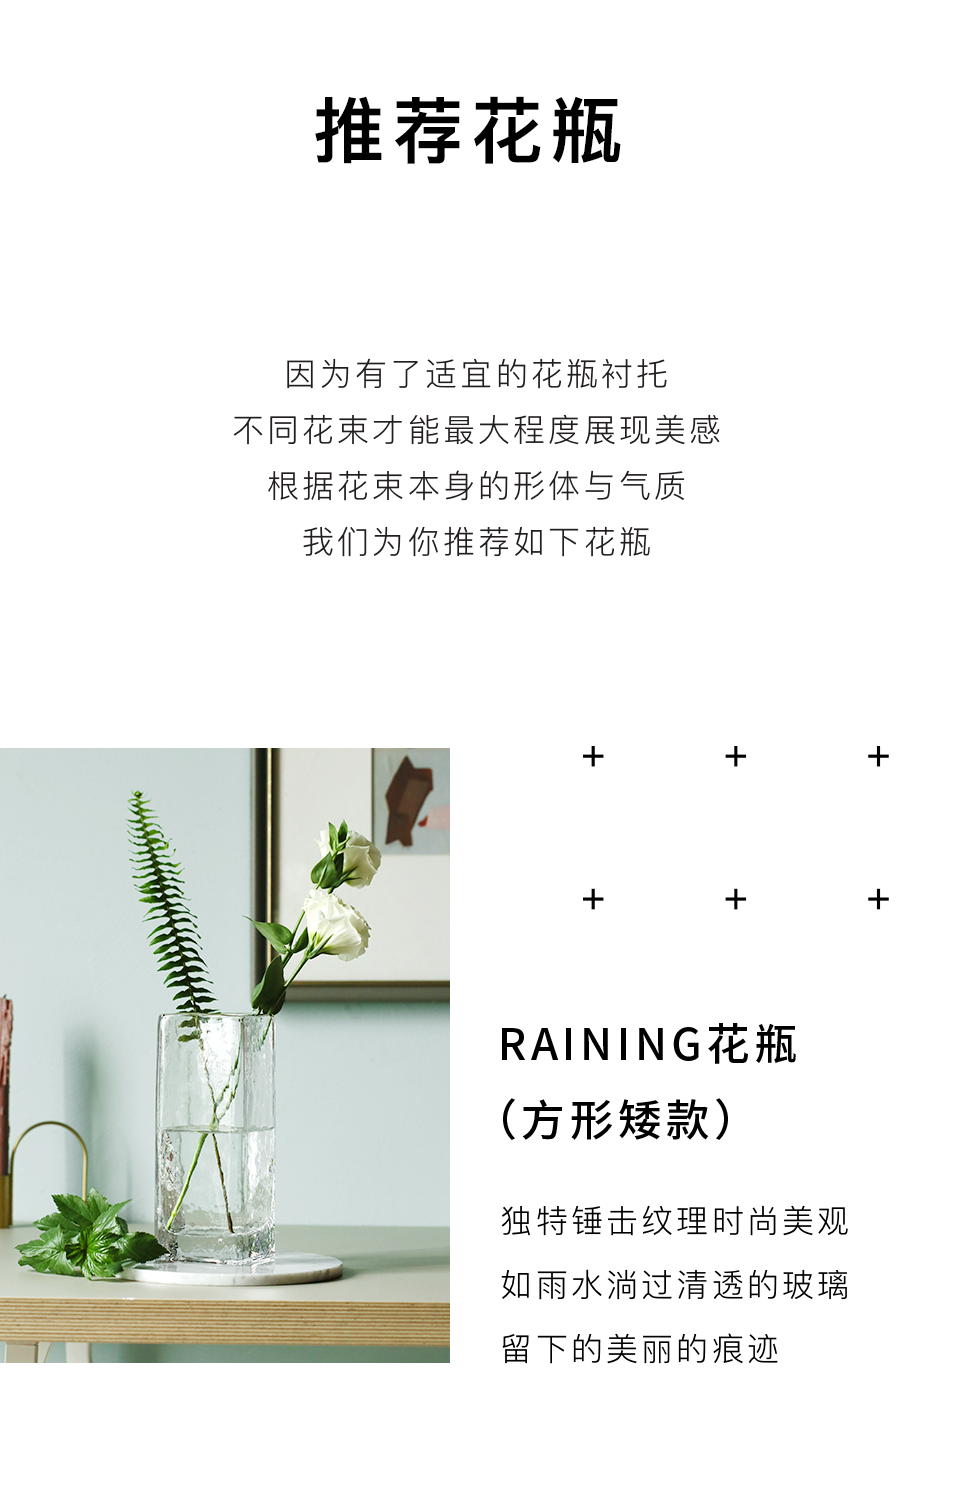 推荐花瓶
因为有了适宜的花瓶衬托
不同花束才能最大程度展现美感
根据花束本身的形体与气质
我们为你推荐如下花瓶
RAINING花瓶
（方形矮款）
独特锤击纹理时尚美观
如雨水淌过清透的玻璃
留下的美丽的痕迹